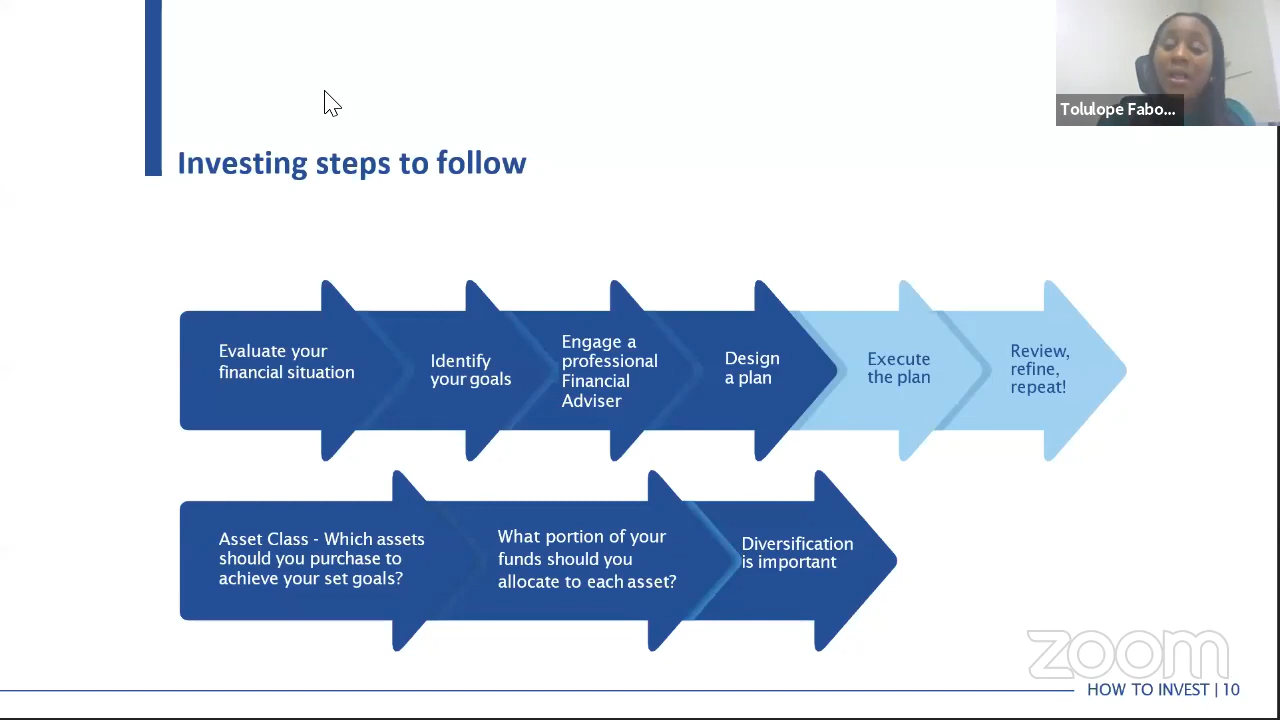 Tolulope Fabo...
Investing steps to follow
Evaluate your
financial situation
Identify
your goals
Engage a
professional
Financial
Adviser
Design
a plan
Execute
the plan
Review,
refine,
repeat!
Asset Class - Which assets
should you purchase to
achieve your set goals?
What portion of your
funds should you
allocate to each asset?
Diversification
is important
zoom
HOW TO INVEST | 10